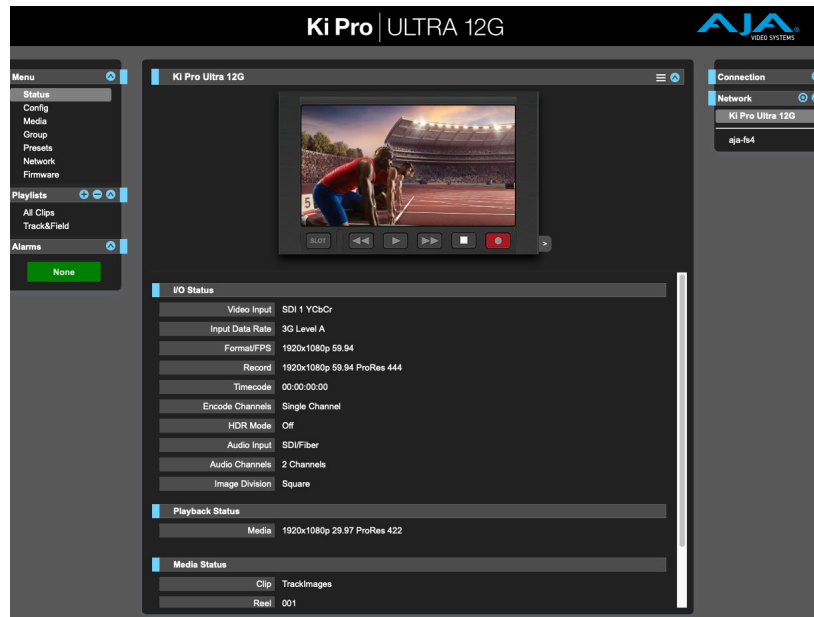 Ki Pro ULTRA 12G
AJA
VIDEO SYSTEMS
Menu
Status
Config
Media
Group
Presets
Network
Firmware
Playlists
All Clips
Track&Field
Alarms
None
Ki Pro Ultra 12G
5
SLOT
>
I/O Status
Video Input SDI 1 YCbCr
Input Data Rate 3G Level A
Format/FPS 1920x1080p 59.94
Record 1920x1080p 59.94 ProRes 444
Timecode 00:00:00:00
Encode Channels Single Channel
HDR Mode Off
Audio Input SDI/Fiber
Audio Channels 2 Channels
Image Division Square
Playback Status
Media 1920x1080p 29.97 ProRes 422
Media Status
Clip TrackImages
Reel 001
Connection
Network
Ki Pro Ultra 12G
aja-fs4